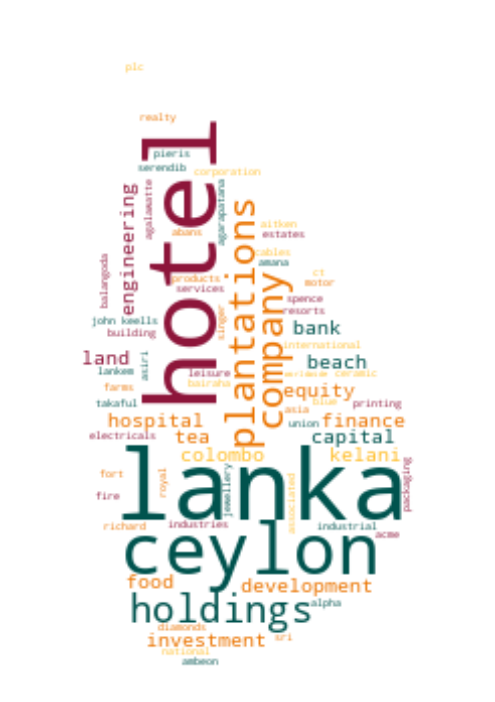 plc
realty
hotel
pieris
serendib
corporation
engineering
agalawatte
agarapatana
plantations
aitken
abans
estates
cables
amana
balangoda
products
services
company
ct
motor
spence
resorts
john keells
building
singer
bank
international
land
lankem
asiri
leisure
bairaha
beach
ceramic
farms
equity
takaful
blue
printing
asia
hospital
union
finance
electricals
tea
capital
colombo
kelani
lanka
fort
royal
jewellery
associated
packaging
fire
richard
industries
industrial
acme
ceylon
food
development
holdings
alpha
diamonds
investment
sri
national
ambeon